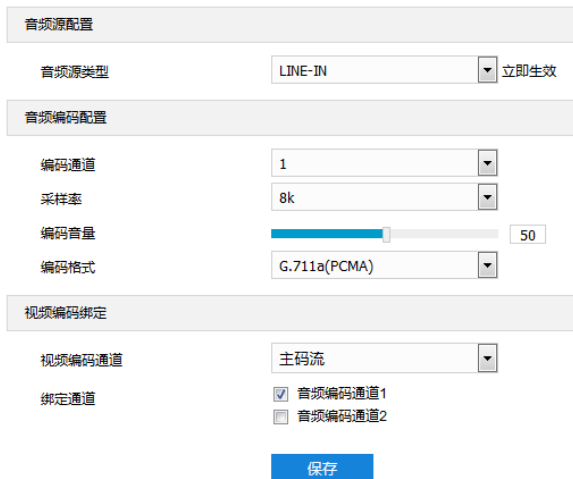 音频源配置
音频源类型 LINE-IN 立即生效
音频编码配置
编码通道 1
采样率 8k
编码音量 50
编码格式 G.711a(PCMA)
视频编码绑定
视频编码通道 主码流
绑定通道 音频编码通道1
音频编码通道2
保存